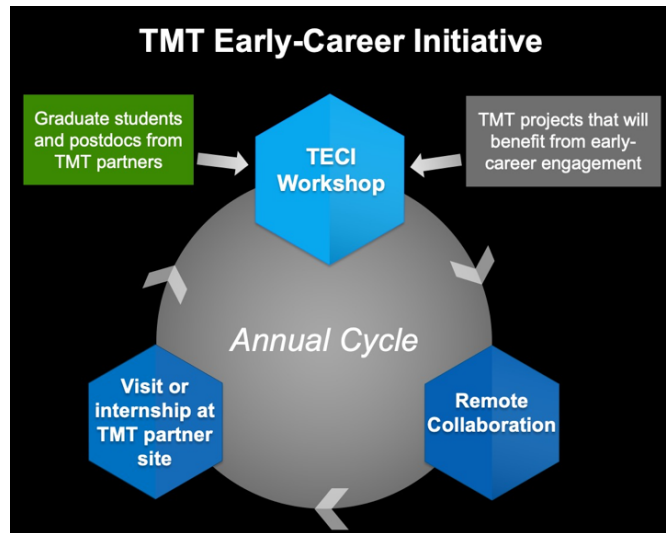 TMT Early-Career Initiative
Graduate students
and postdocs from
TMT partners
TECI
Workshop
TMT projects that will
benefit from early-
career engagement
Annual Cycle
Visit or
internship at
TMT partner
site
Remote
Collaboration